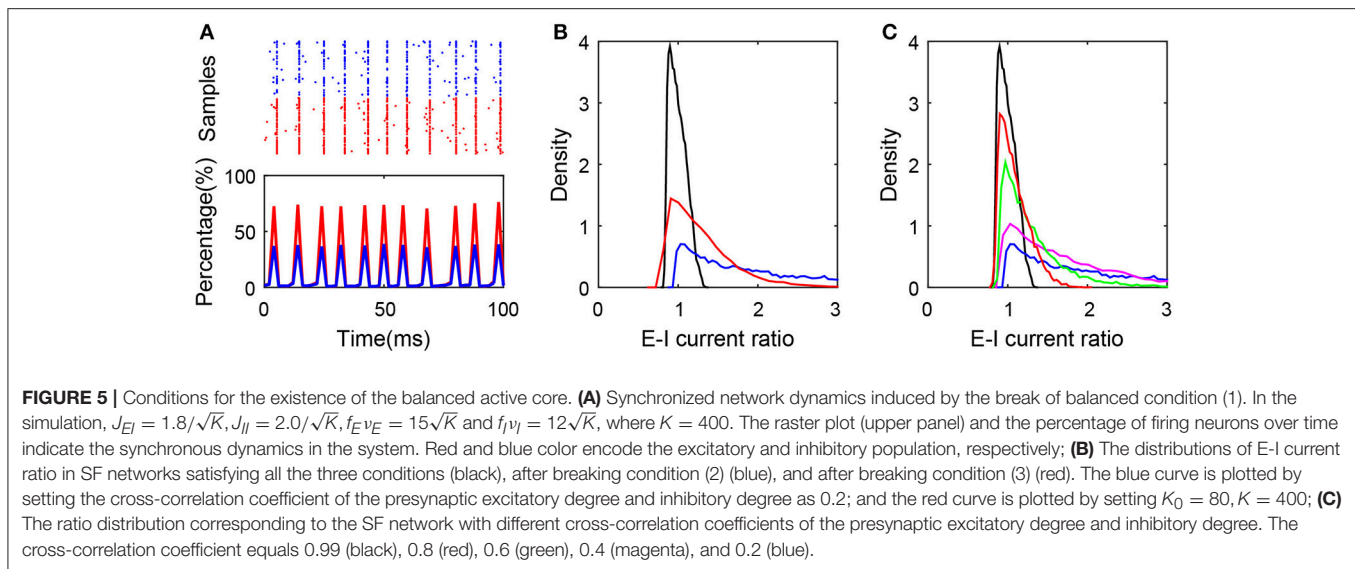 A
B
C
Samples
Percentage(%)
100
50
0
0
50
100
Time(ms)
Density
4
3
2
1
0
0
1
2
3
E-I current ratio
Density
4
3
2
1
0
0
1
2
3
E-I current ratio
FIGURE 5 | Conditions for the existence of the balanced active core. (A) Synchronized network dynamics induced by the break of balanced condition (1). In the
simulation, J_{EI} = 1.8/√K, J_{II} = 2.0/√K, f_Eν_E = 15√K and f_Iν_I = 12√K, where K = 400. The raster plot (upper panel) and the percentage of firing neurons over time
indicate the synchronous dynamics in the system. Red and blue color encode the excitatory and inhibitory population, respectively; (B) The distributions of E-I current
ratio in SF networks satisfying all the three conditions (black), after breaking condition (2) (blue), and after breaking condition (3) (red). The blue curve is plotted by
setting the cross-correlation coefficient of the presynaptic excitatory degree and inhibitory degree as 0.2; and the red curve is plotted by setting K₀ = 80, K = 400; (C)
The ratio distribution corresponding to the SF network with different cross-correlation coefficients of the presynaptic excitatory degree and inhibitory degree. The
cross-correlation coefficient equals 0.99 (black), 0.8 (red), 0.6 (green), 0.4 (magenta), and 0.2 (blue).